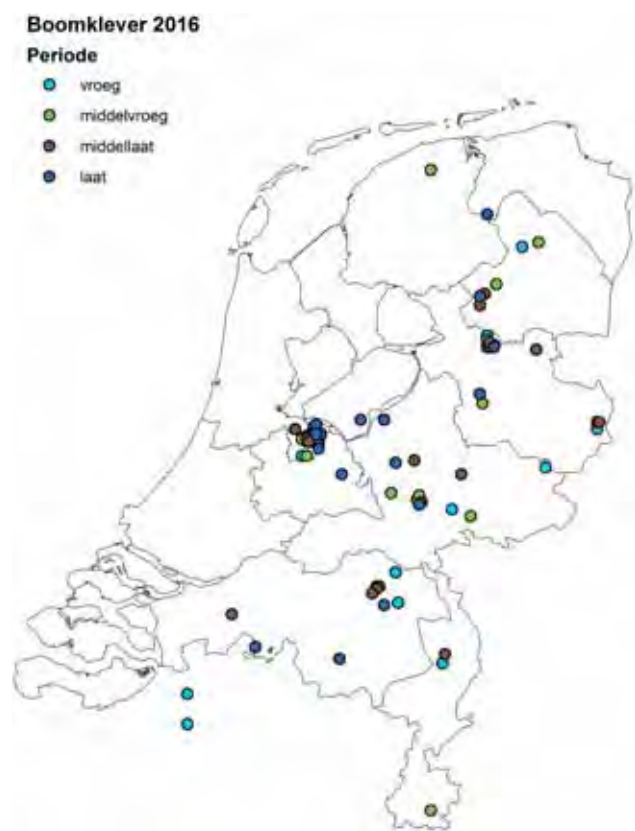 Boomklever 2016
Periode
vroeg
middelvroeg
middellaat
laat